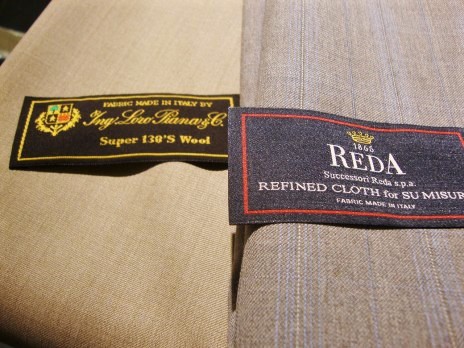 FABRIC MADE IN ITALY BY
Ing. Loro Piana & C.
Super 130'S Wool
1865
REDA
Successori Reda s.p.a.
REFINED CLOTH for SU MISUR
FABRIC MADE IN ITALY